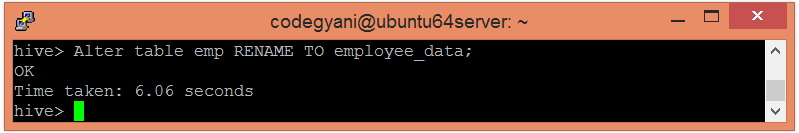 codegyani@ubuntu64server: ~
hive> Alter table emp RENAME TO employee_data;
OK
Time taken: 6.06 seconds
hive>